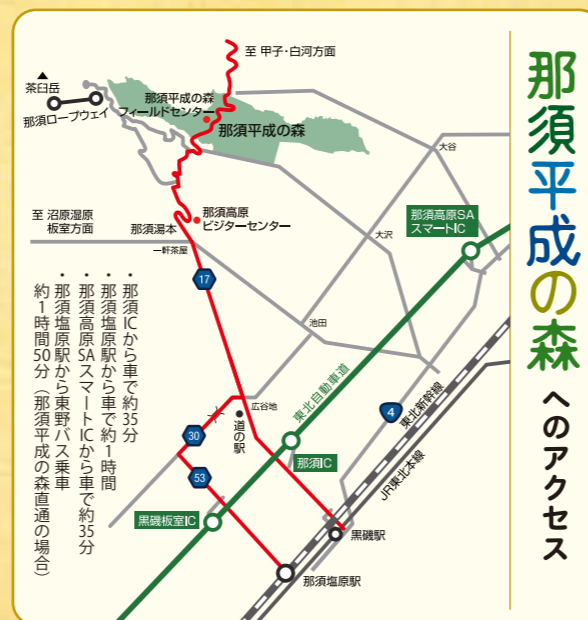 那須平成の森
へのアクセス
至 甲子・白河方面
茶臼岳
那須ロープウェイ
那須平成の森
フィールドセンター
那須平成の森
大谷
那須高原SA
スマートIC
至 沼原湿原
板室方面
那須湯本
那須高原
ビジターセンター
大沢
一軒茶屋
17
池田
東北自動車道
広谷地
道の駅
4
東北新幹線
30
那須IC
JR東北本線
53
黒磯板室IC
黒磯駅
那須塩原駅
・那須ICから車で約35分
・那須塩原駅から車で約1時間
・那須高原SAスマートICから車で約35分
・那須塩原駅から東野バス乗車
約1時間50分（那須平成の森直通の場合）